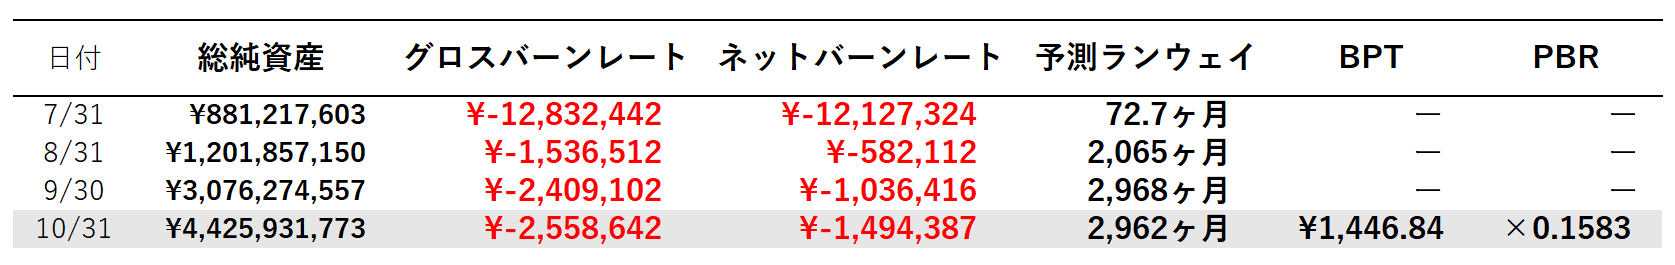 日付 総純資産 グロスバーンレート ネットバーンレート 予測ランウェイ BPT PBR
7/31 ¥881,217,603 ¥-12,832,442 ¥-12,127,324 72.7ヶ月 — —
8/31 ¥1,201,857,150 ¥-1,536,512 ¥-582,112 2,065ヶ月 — —
9/30 ¥3,076,274,557 ¥-2,409,102 ¥-1,036,416 2,968ヶ月 — —
10/31 ¥4,425,931,773 ¥-2,558,642 ¥-1,494,387 2,962ヶ月 ¥1,446.84 ×0.1583